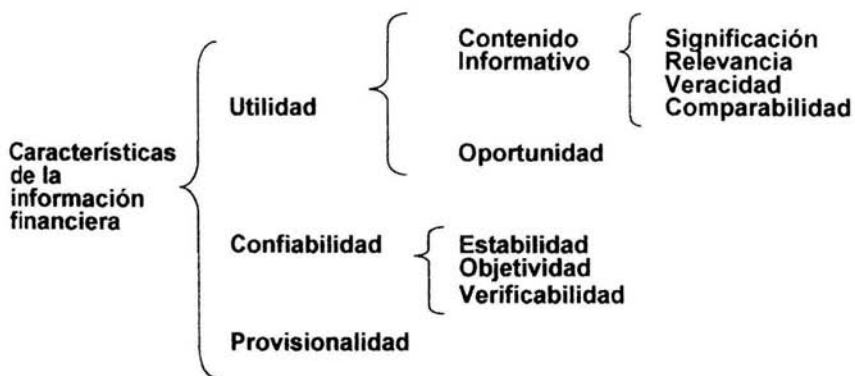 Características
de la
información
financiera
Utilidad
Contenido
Informativo
Significación
Relevancia
Veracidad
Comparabilidad
Oportunidad
Confiabilidad
Estabilidad
Objetividad
Verificabilidad
Provisionalidad